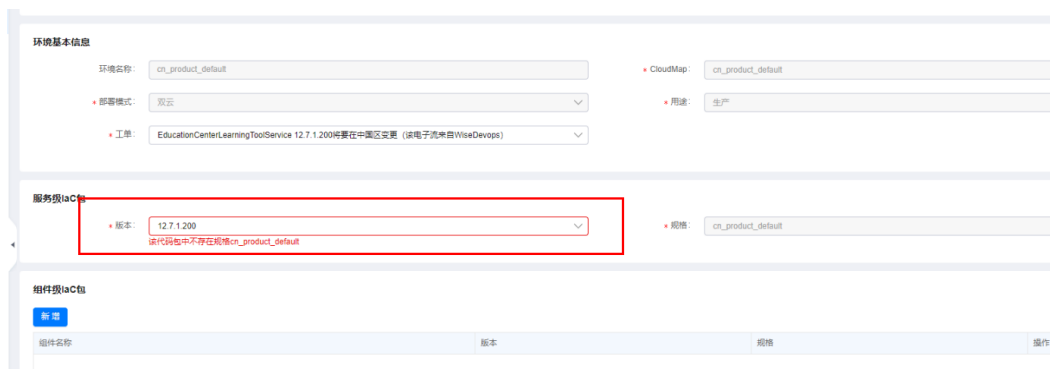 环境基本信息
环境名称: cn_product_default * CloudMap: cn_product_default
* 部署模式: 双云 * 用途: 生产
* 工单: EducationCenterLearningToolService 12.7.1.200将要在中国区变更（该电子流来自WiseDevops）
服务级IaC包
* 版本: 12.7.1.200 * 规格: cn_product_default
该代码包中不存在规格cn_product_default
组件级IaC包
新增
组件名称 版本 规格 操作